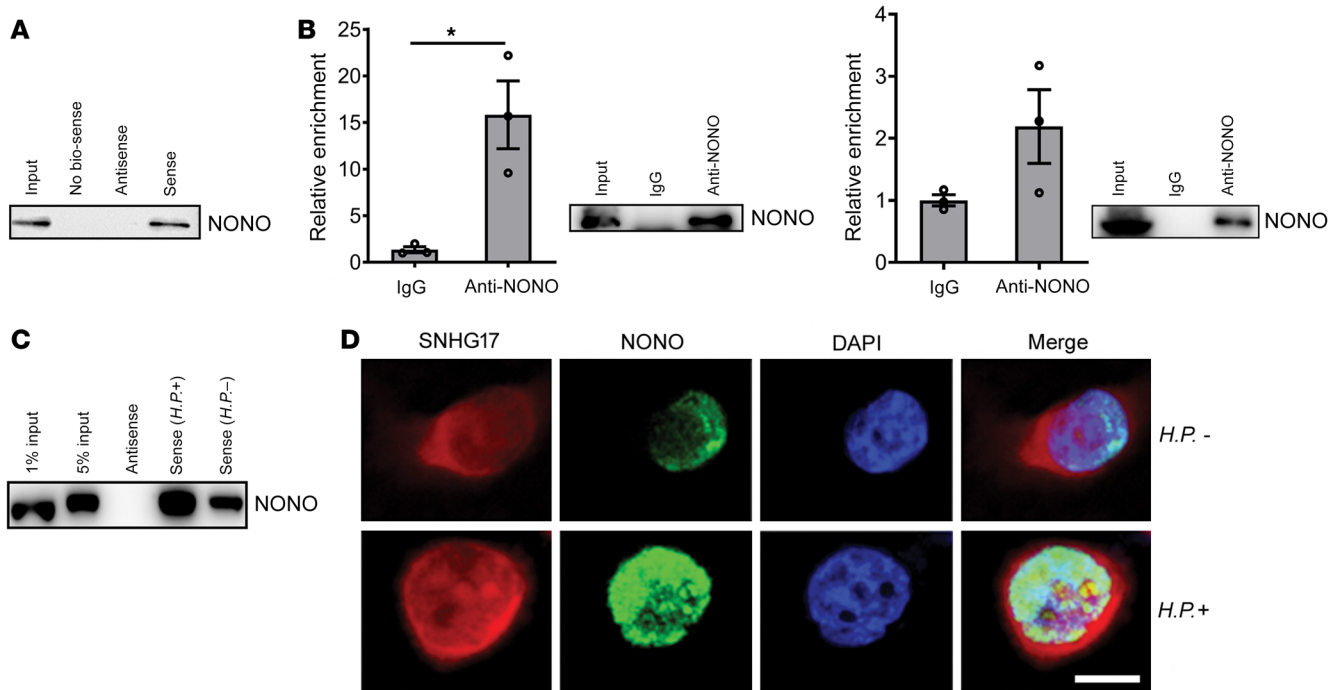 A
Input
No bio-sense
Antisense
Sense
NONO
B
Relative enrichment
25
20
15
10
5
0
*
IgG
Anti-NONO
Input
IgG
Anti-NONO
NONO
Relative enrichment
4
3
2
1
0
IgG
Anti-NONO
Input
IgG
Anti-NONO
NONO
C
1% input
5% input
Antisense
Sense (H.P.+)
Sense (H.P.–)
NONO
D
SNHG17
NONO
DAPI
Merge
H.P. -
H.P.+